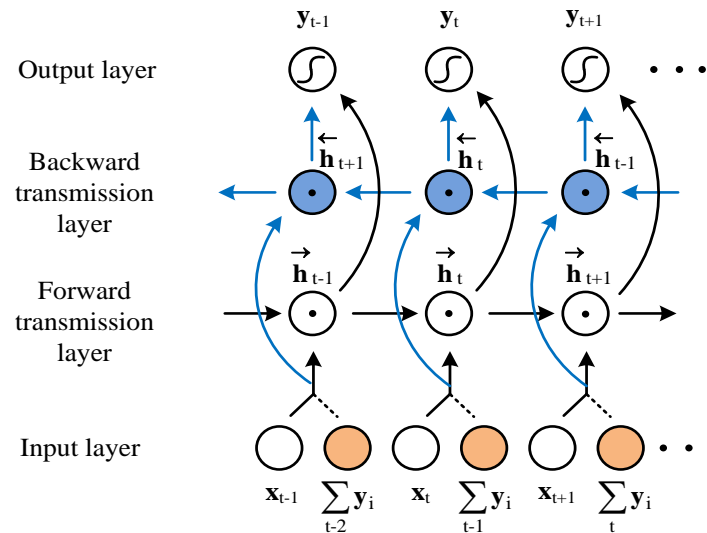 y t-1 y t y t+1
Output layer
Backward
transmission
layer
h t+1 h t h t-1
Forward
transmission
layer
h t-1 h t h t+1
Input layer
x t-1 ∑ y i x t ∑ y i x t+1 ∑ y i
t-2 t-1 t